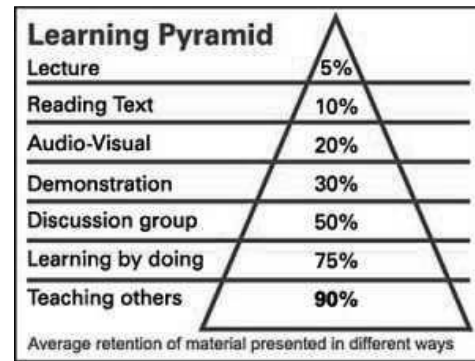 Learning Pyramid
Lecture 5%
Reading Text 10%
Audio-Visual 20%
Demonstration 30%
Discussion group 50%
Learning by doing 75%
Teaching others 90%
Average retention of material presented in different ways